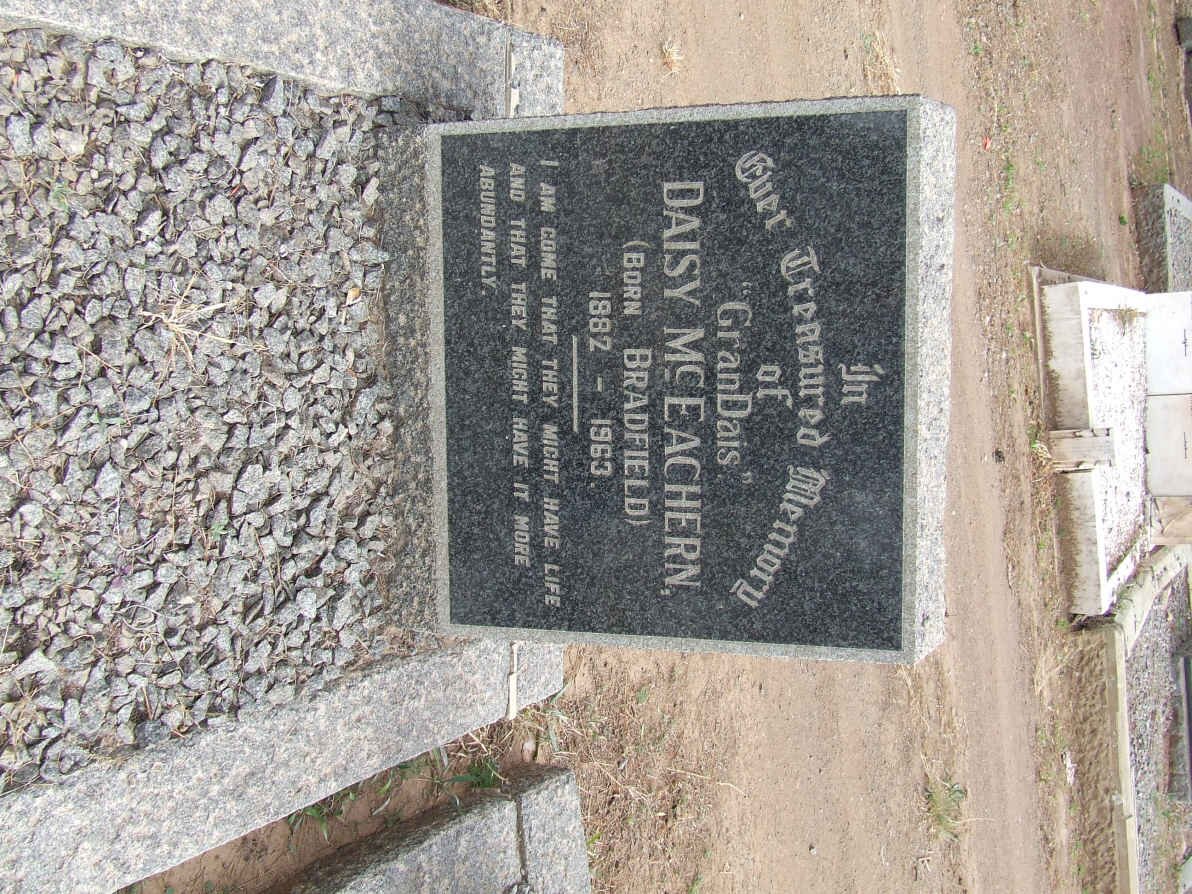 In
Ever Treasured Memory
of
"GranDais."
DAISY McEACHERN,
(BORN BRADFIELD)
1882 - 1963
I AM COME THAT THEY MIGHT HAVE LIFE
AND THAT THEY MIGHT HAVE IT MORE
ABUNDANTLY.